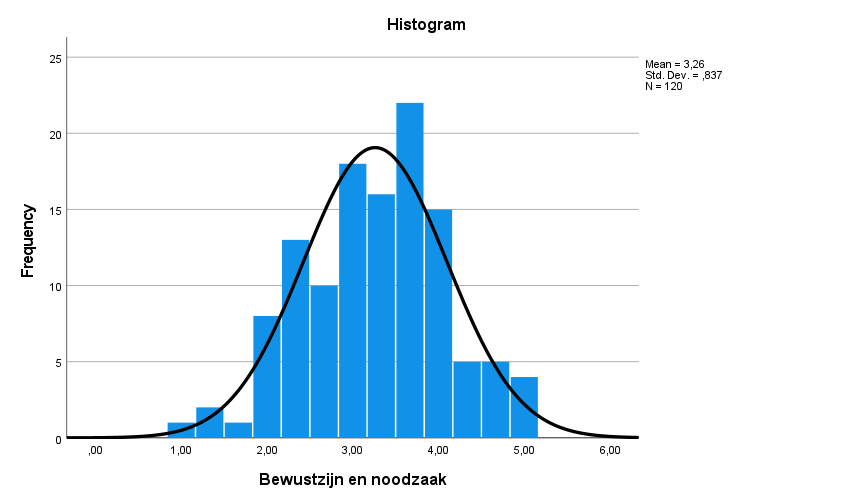 Histogram
Mean = 3,26
Std. Dev. = ,837
N = 120
25
20
15
10
5
0
Frequency
,00 1,00 2,00 3,00 4,00 5,00 6,00
Bewustzijn en noodzaak